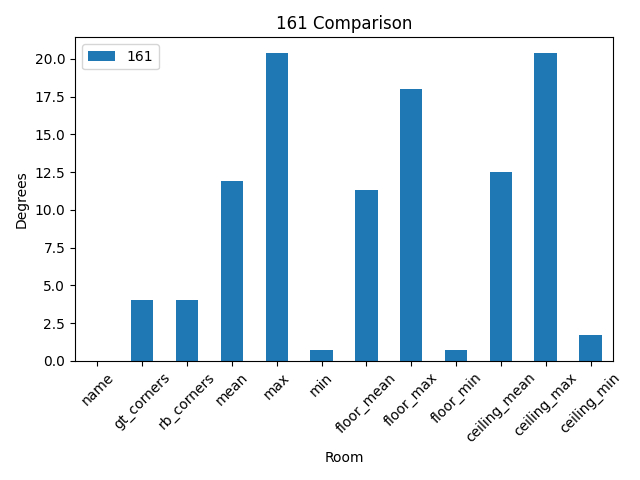 161 Comparison
161
Degrees
20.0
17.5
15.0
12.5
10.0
7.5
5.0
2.5
0.0
name
gt_corners
rb_corners
mean
max
min
floor_mean
floor_max
floor_min
ceiling_mean
ceiling_max
ceiling_min
Room